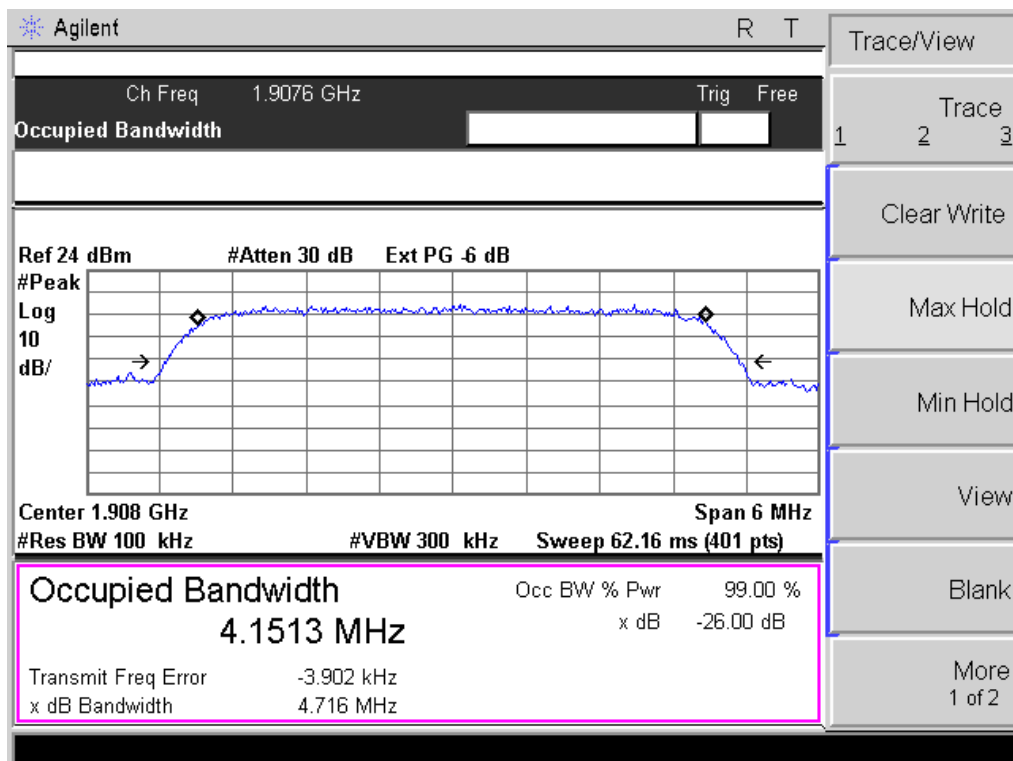 Agilent R T
Trace/View
Ch Freq 1.9076 GHz Trig Free
Occupied Bandwidth
Trace
1 2 3
Clear Write
Max Hold
Min Hold
View
Blank
More
1 of 2
Ref 24 dBm #Atten 30 dB Ext PG -6 dB
#Peak
Log
10
dB/
Center 1.908 GHz Span 6 MHz
#Res BW 100 kHz #VBW 300 kHz Sweep 62.16 ms (401 pts)
Occupied Bandwidth
4.1513 MHz
Occ BW % Pwr 99.00 %
x dB -26.00 dB
Transmit Freq Error -3.902 kHz
x dB Bandwidth 4.716 MHz